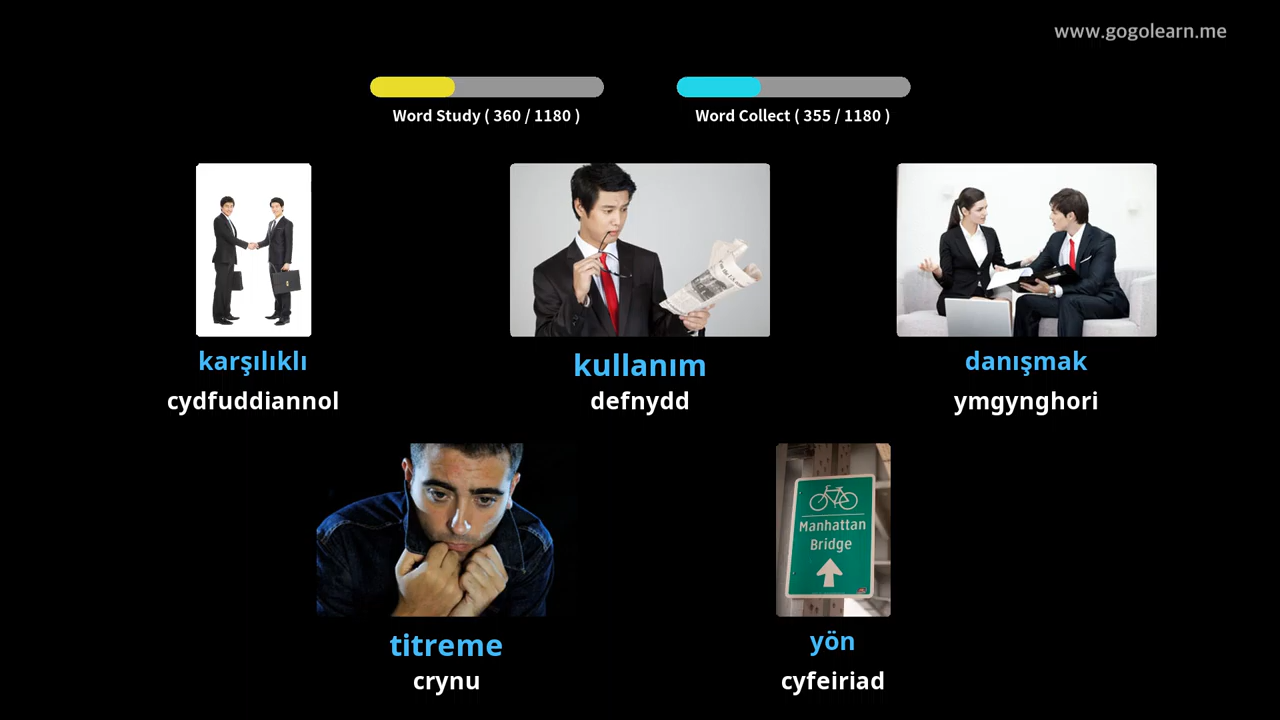 www.gogolearn.me
Word Study ( 360 / 1180 )
Word Collect ( 355 / 1180 )
karşılıklı
cydfuddiannol
kullanım
defnydd
danışmak
ymgynghori
titreme
crynu
Manhattan
Bridge
yön
cyfeiriad